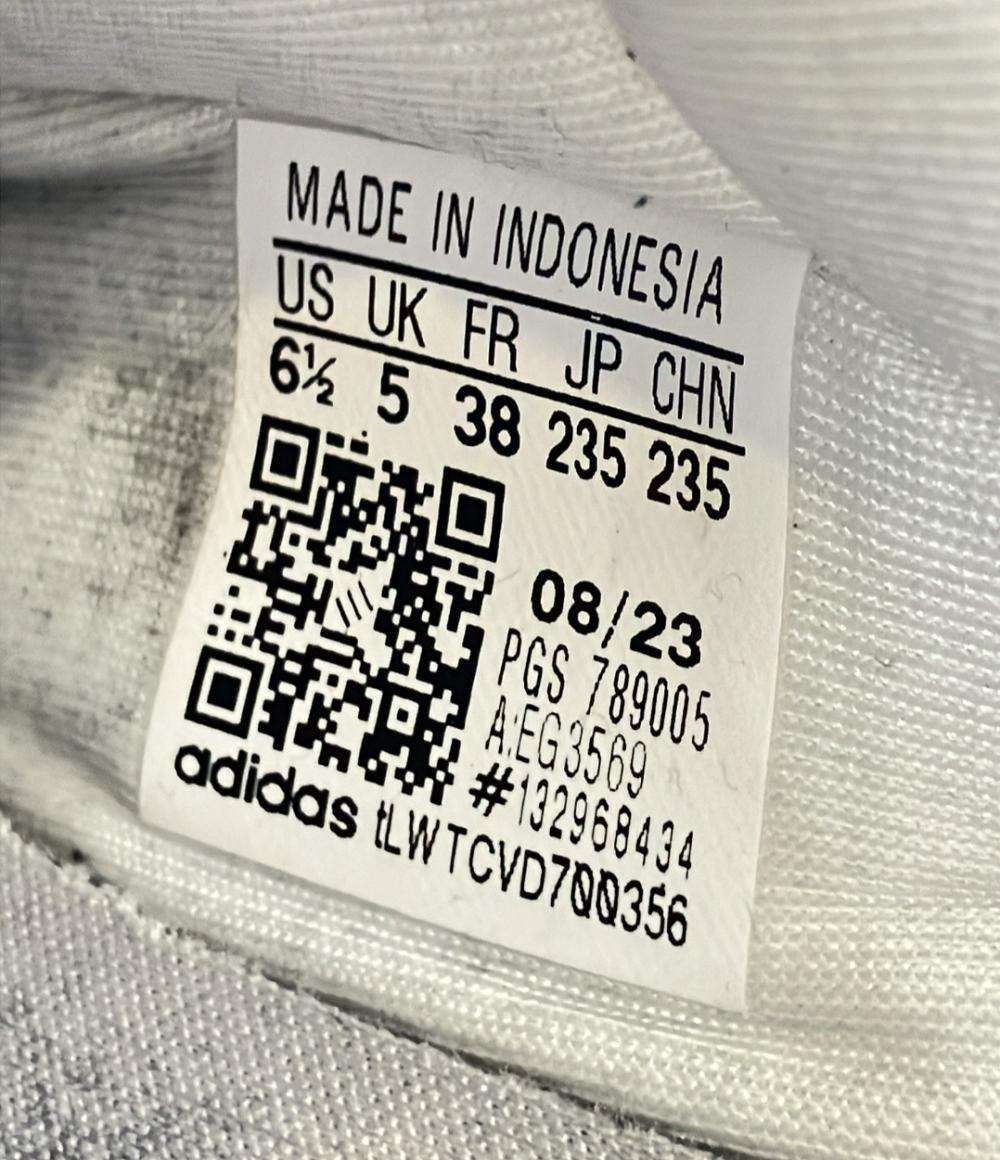 MADE IN INDONESIA
US UK FR JP CHN
6½ 5 38 235 235
08/23
PGS 789005
A:EG3569
#132968434
adidas tLWTCVD700356